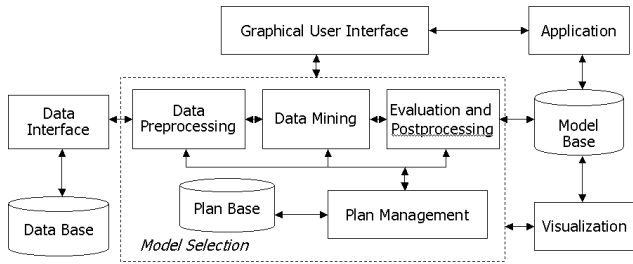 Graphical User Interface
Application
Data
Interface
Data
Preprocessing
Data Mining
Evaluation and
Postprocessing
Model
Base
Plan Base
Plan Management
Data Base
Model Selection
Visualization